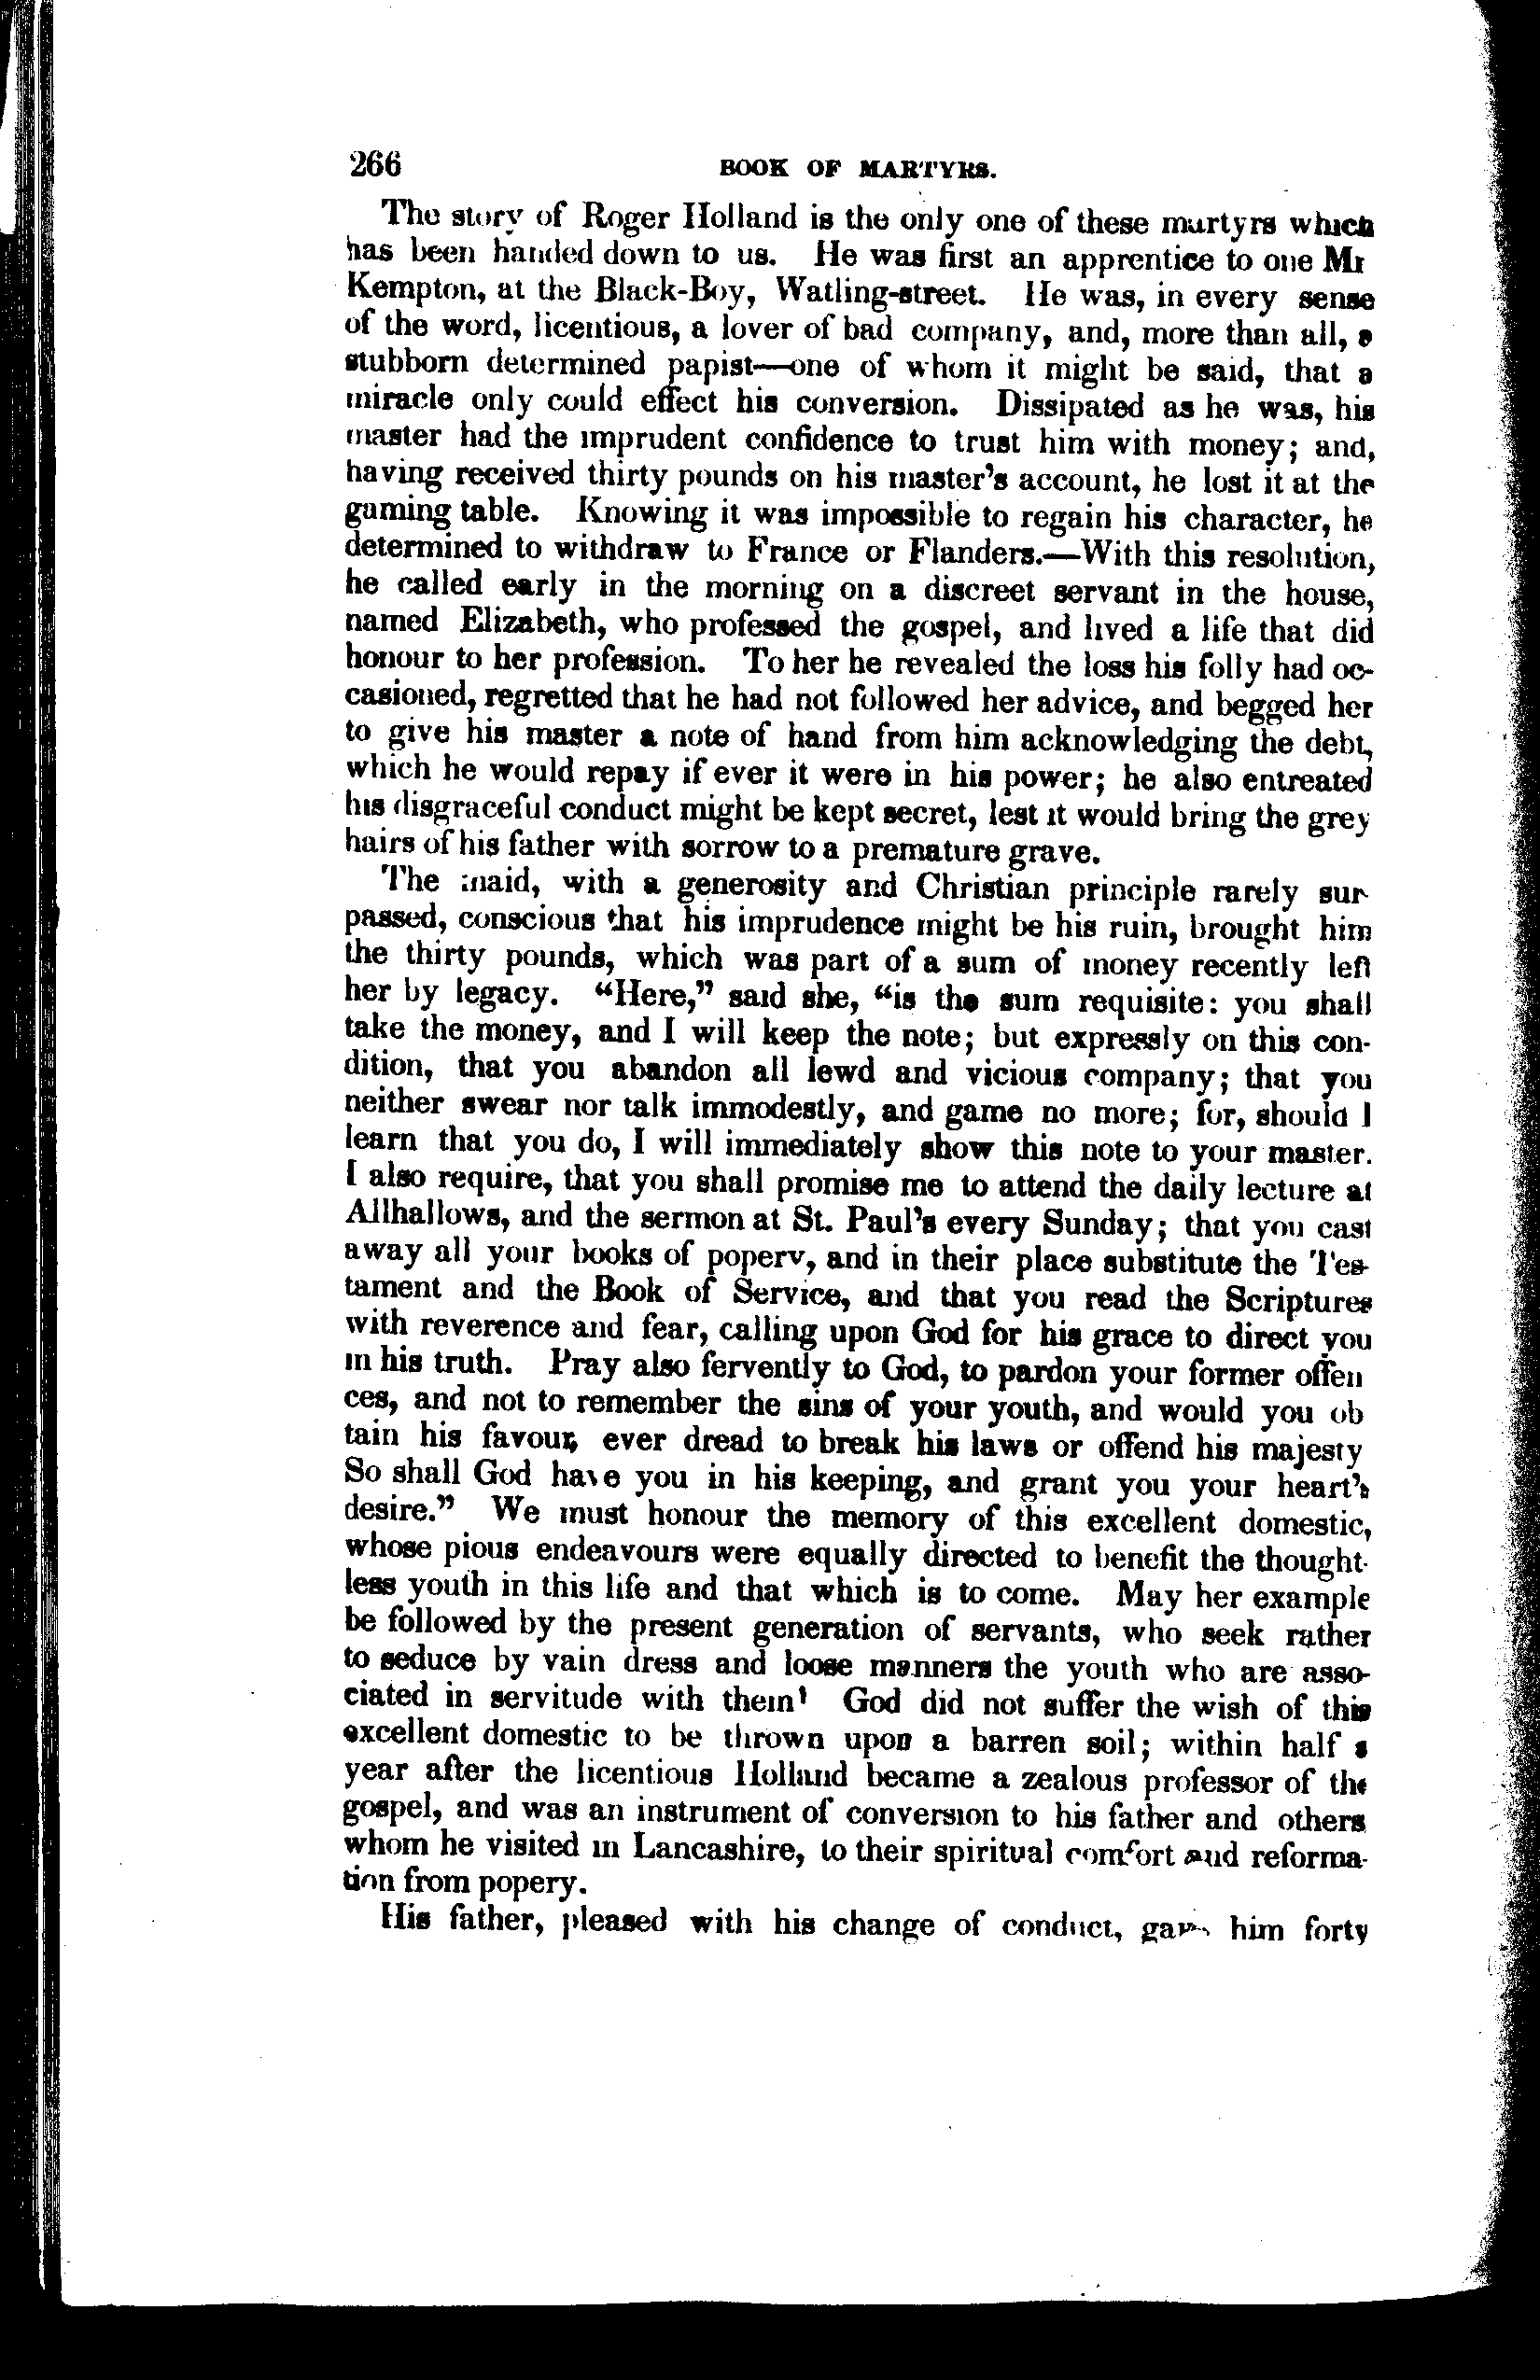 266 BOOK OF MARTYRS.
The story of Roger Holland is the only one of these martyrs which
has been handed down to us. He was first an apprentice to one Mr
Kempton, at the Black-Boy, Watling-street. He was, in every sense
of the word, licentious, a lover of bad company, and, more than all, a
stubborn determined papist—one of whom it might be said, that a
miracle only could effect his conversion. Dissipated as he was, his
master had the imprudent confidence to trust him with money; and,
having received thirty pounds on his master's account, he lost it at the
gaming table. Knowing it was impossible to regain his character, he
determined to withdraw to France or Flanders.—With this resolution,
he called early in the morning on a discreet servant in the house,
named Elizabeth, who professed the gospel, and lived a life that did
honour to her profession. To her he revealed the loss his folly had oc-
casioned, regretted that he had not followed her advice, and begged her
to give his master a note of hand from him acknowledging the debt,
which he would repay if ever it were in his power; he also entreated
his disgraceful conduct might be kept secret, lest it would bring the grey
hairs of his father with sorrow to a premature grave.
The maid, with a generosity and Christian principle rarely sur-
passed, conscious that his imprudence might be his ruin, brought him
the thirty pounds, which was part of a sum of money recently left
her by legacy. "Here," said she, "is the sum requisite: you shall
take the money, and I will keep the note; but expressly on this con-
dition, that you abandon all lewd and vicious company; that you
neither swear nor talk immodestly, and game no more; for, should I
learn that you do, I will immediately show this note to your master.
I also require, that you shall promise me to attend the daily lecture at
Allhallows, and the sermon at St. Paul's every Sunday; that you cast
away all your books of popery, and in their place substitute the Tes-
tament and the Book of Service, and that you read the Scriptures
with reverence and fear, calling upon God for his grace to direct you
in his truth. Pray also fervently to God, to pardon your former offen
ces, and not to remember the sins of your youth, and would you ob
tain his favour, ever dread to break his laws or offend his majesty
So shall God have you in his keeping, and grant you your heart's
desire." We must honour the memory of this excellent domestic,
whose pious endeavours were equally directed to benefit the thought-
less youth in this life and that which is to come. May her example
be followed by the present generation of servants, who seek rather
to seduce by vain dress and loose manners the youth who are asso-
ciated in servitude with them! God did not suffer the wish of this
excellent domestic to be thrown upon a barren soil; within half a
year after the licentious Holland became a zealous professor of the
gospel, and was an instrument of conversion to his father and others
whom he visited in Lancashire, to their spiritual comfort and reforma-
tion from popery.
His father, pleased with his change of conduct, gave him forty